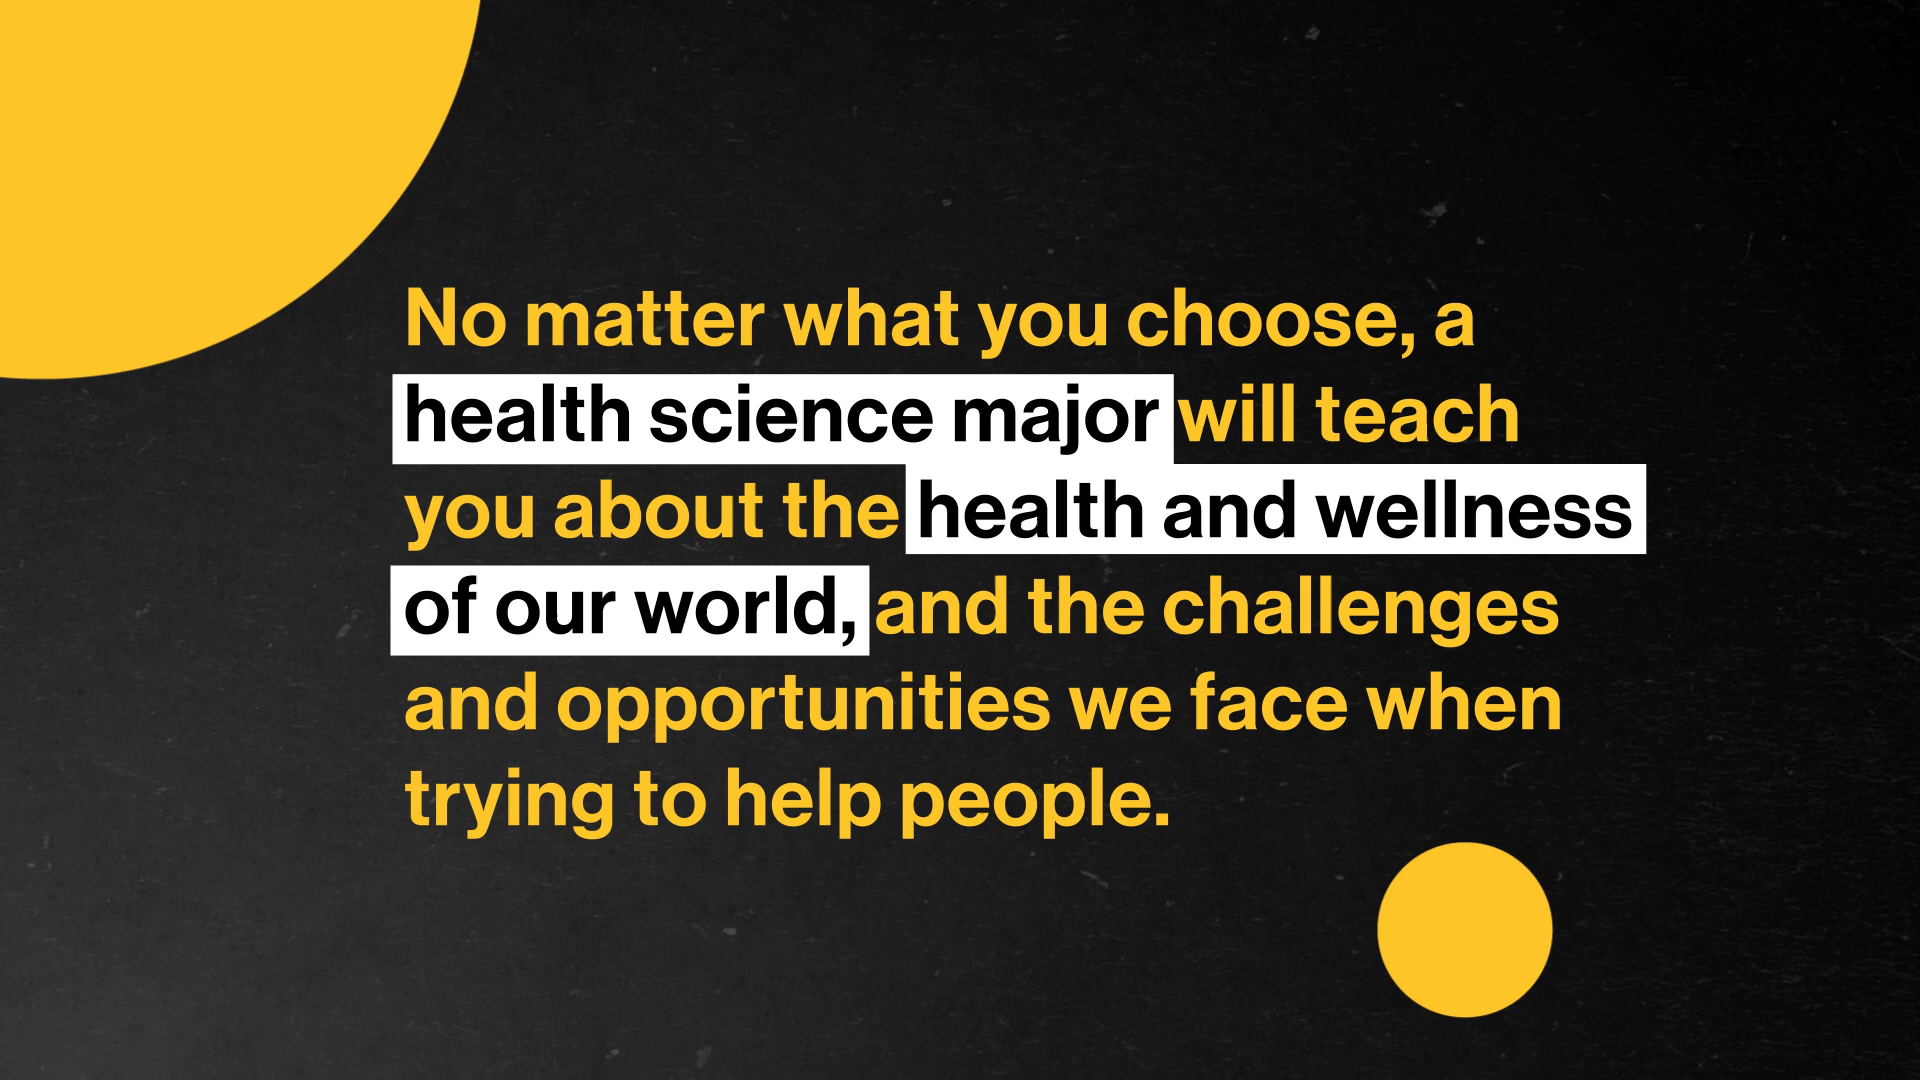 No matter what you choose, a
health science major will teach
you about the health and wellness
of our world, and the challenges
and opportunities we face when
trying to help people.